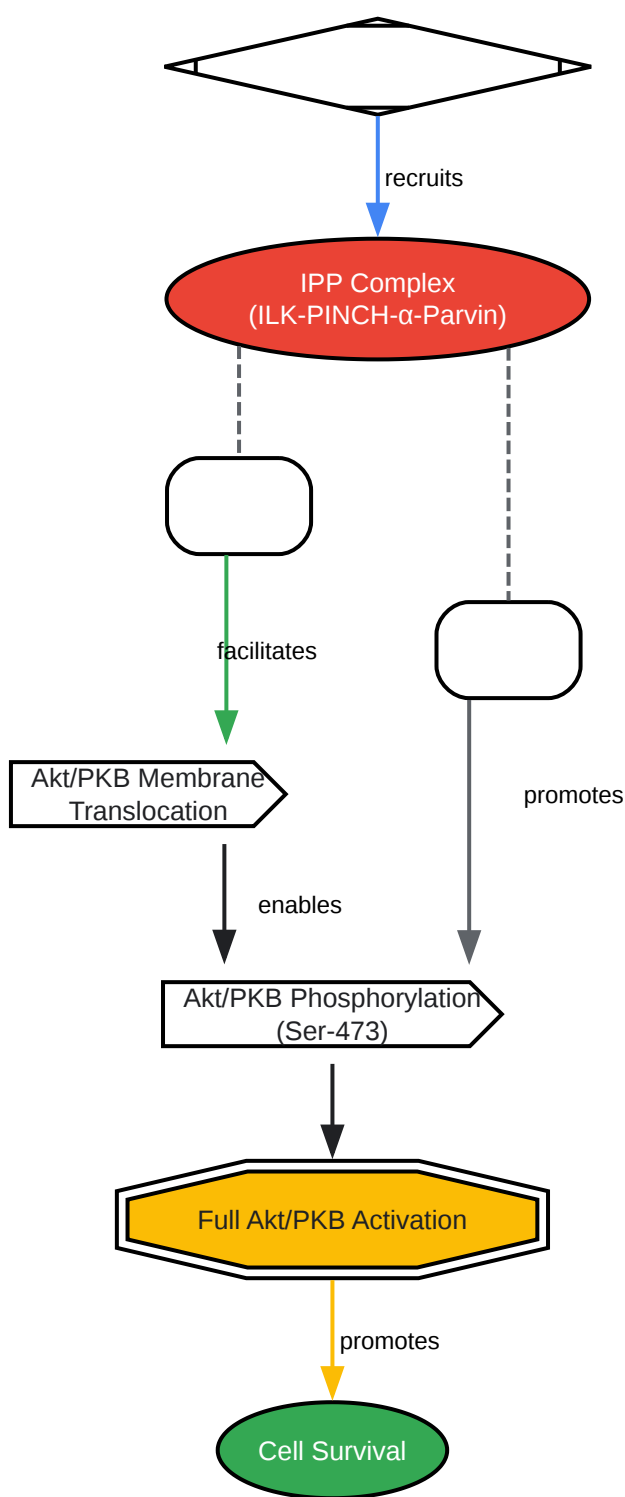 recruits
IPP Complex
(ILK-PINCH-α-Parvin)
facilitates
Akt/PKB Membrane
Translocation
promotes
enables
Akt/PKB Phosphorylation
(Ser-473)
Full Akt/PKB Activation
promotes
Cell Survival